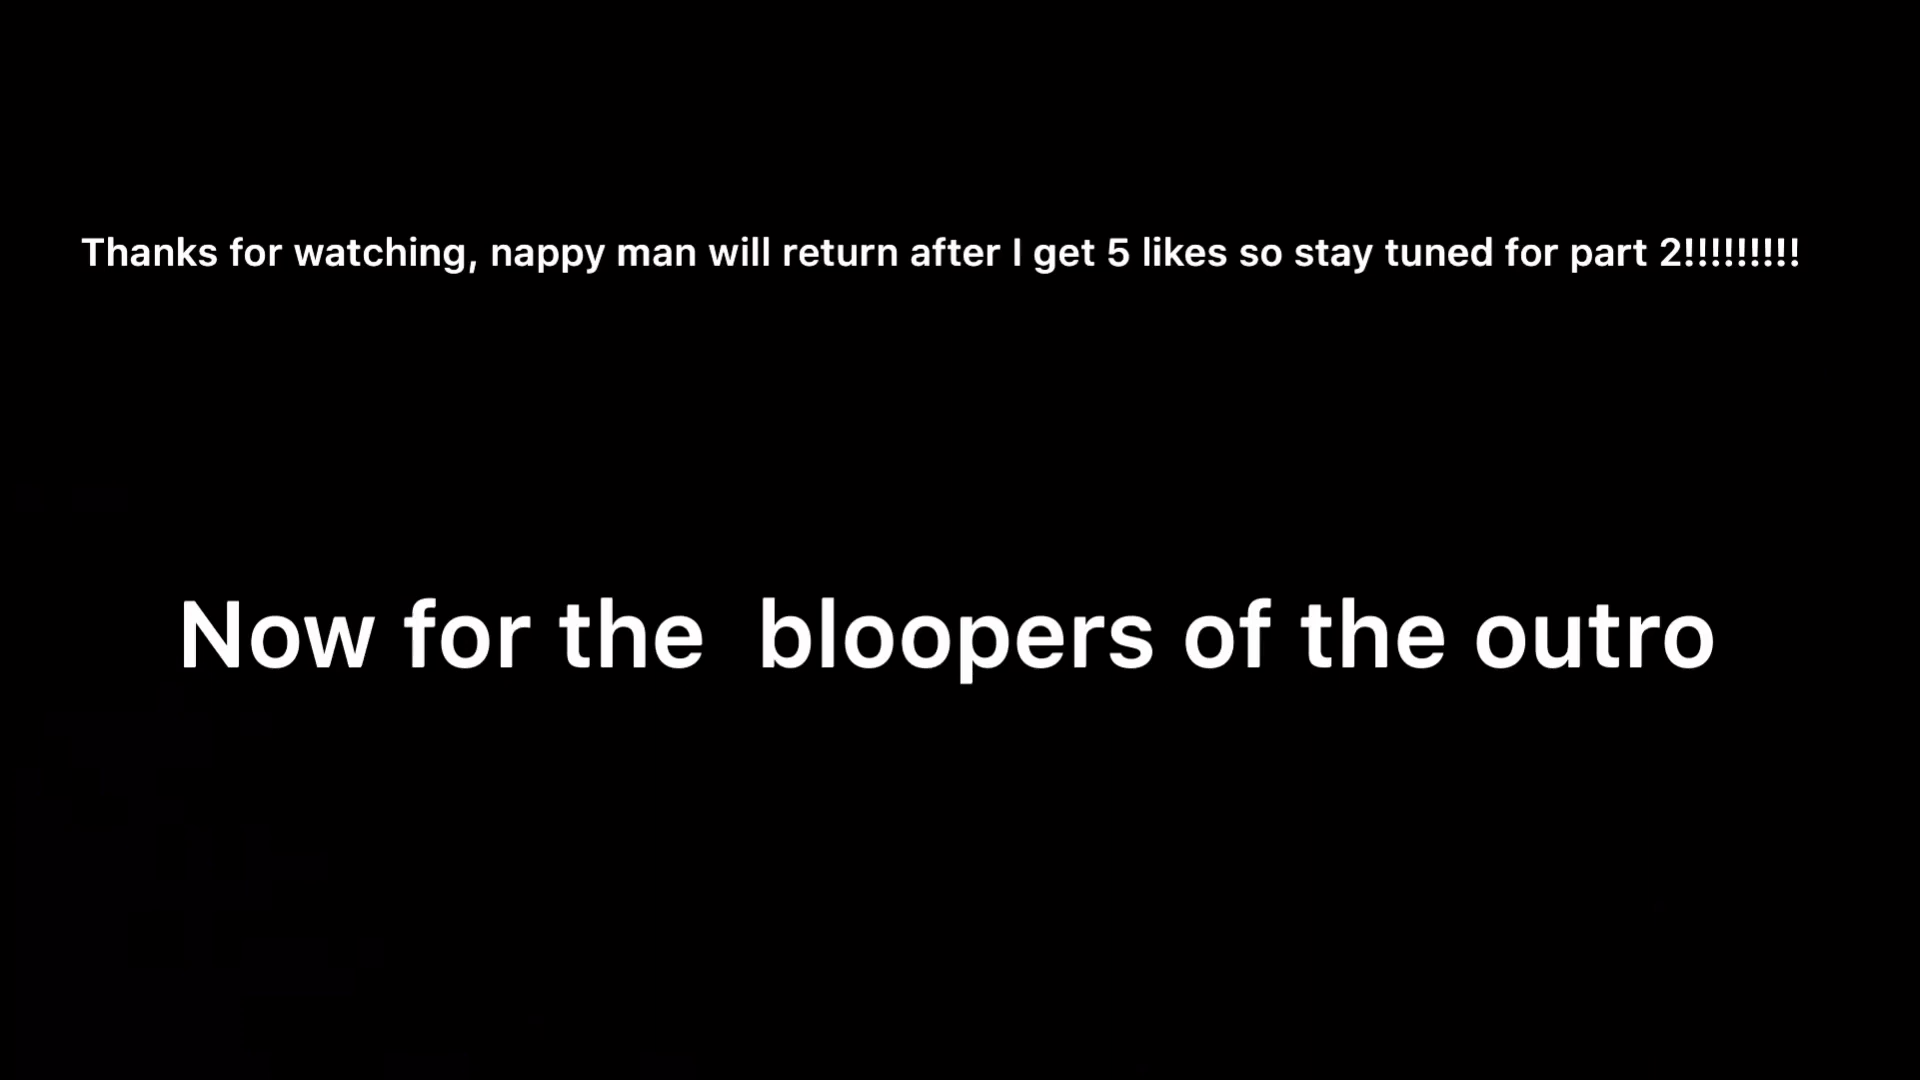 Thanks for watching, nappy man will return after I get 5 likes so stay tuned for part 2!!!!!!!!!
Now for the  bloopers of the outro